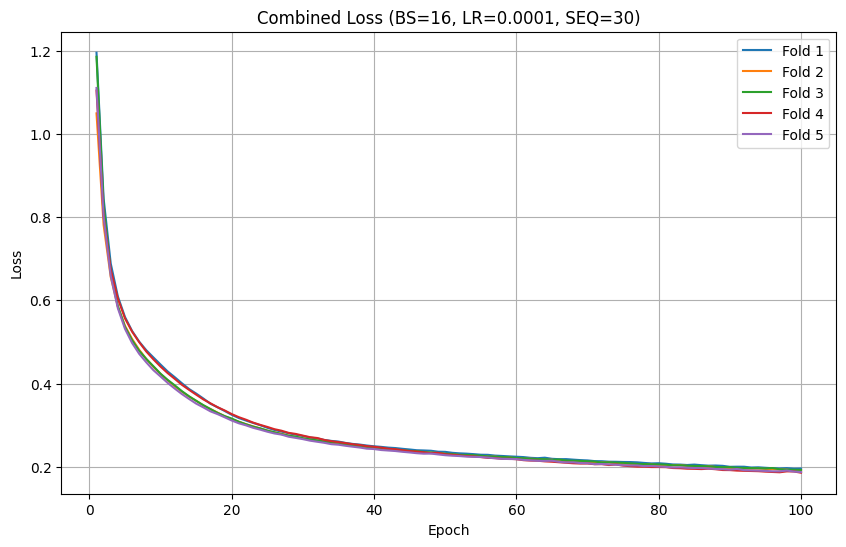 Combined Loss (BS=16, LR=0.0001, SEQ=30)
Fold 1
Fold 2
Fold 3
Fold 4
Fold 5
Loss
1.2
1.0
0.8
0.6
0.4
0.2
0
20
40
60
80
100
Epoch